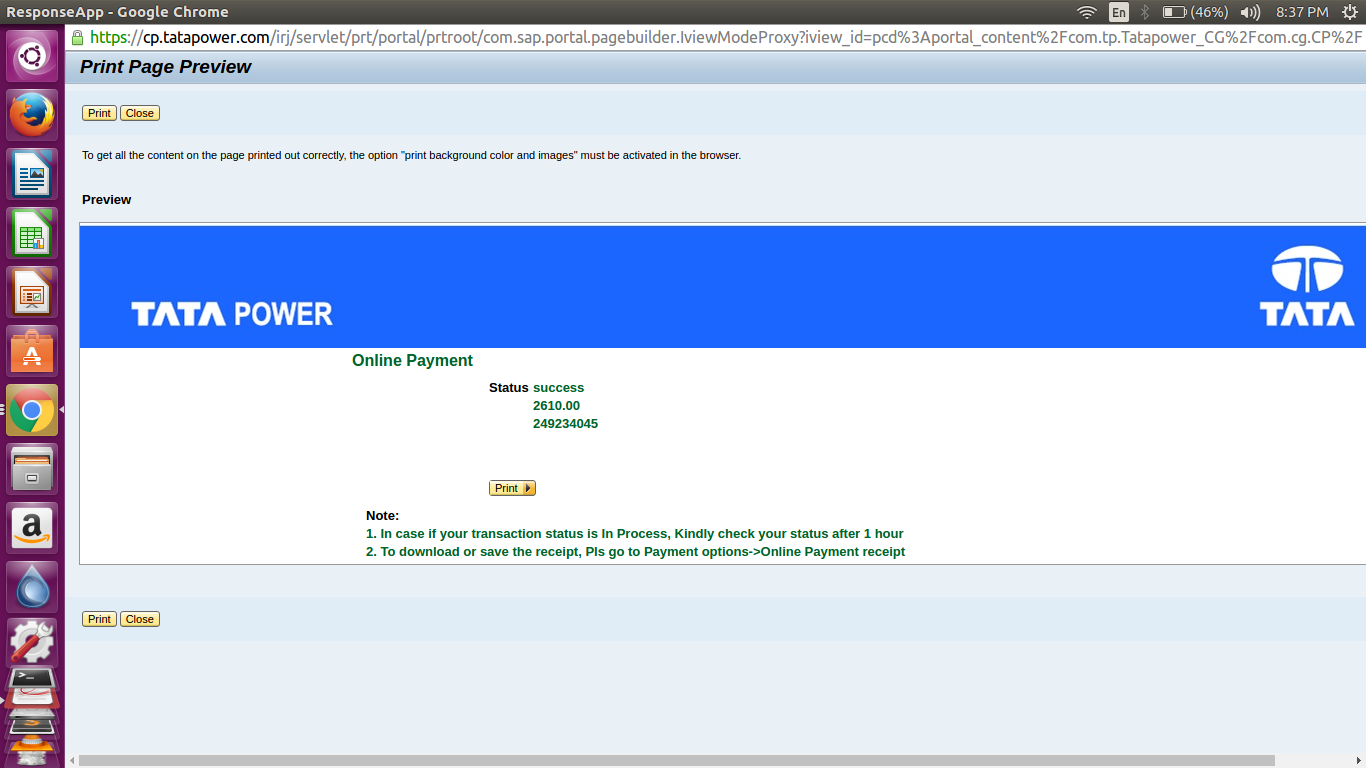 ResponseApp - Google Chrome
En (46%) 8:37 PM
https://cp.tatapower.com/irj/servlet/prt/portal/prtroot/com.sap.portal.pagebuilder.IviewModeProxy?iview_id=pcd%3Aportal_content%2Fcom.tp.Tatapower_CG%2Fcom.cg.CP%2F
Print Page Preview
Print Close
To get all the content on the page printed out correctly, the option "print background color and images" must be activated in the browser.
Preview
TATA POWER
TATA
Online Payment
Status success
2610.00
249234045
Print
Note:
1. In case if your transaction status is In Process, Kindly check your status after 1 hour
2. To download or save the receipt, Pls go to Payment options->Online Payment receipt
Print Close